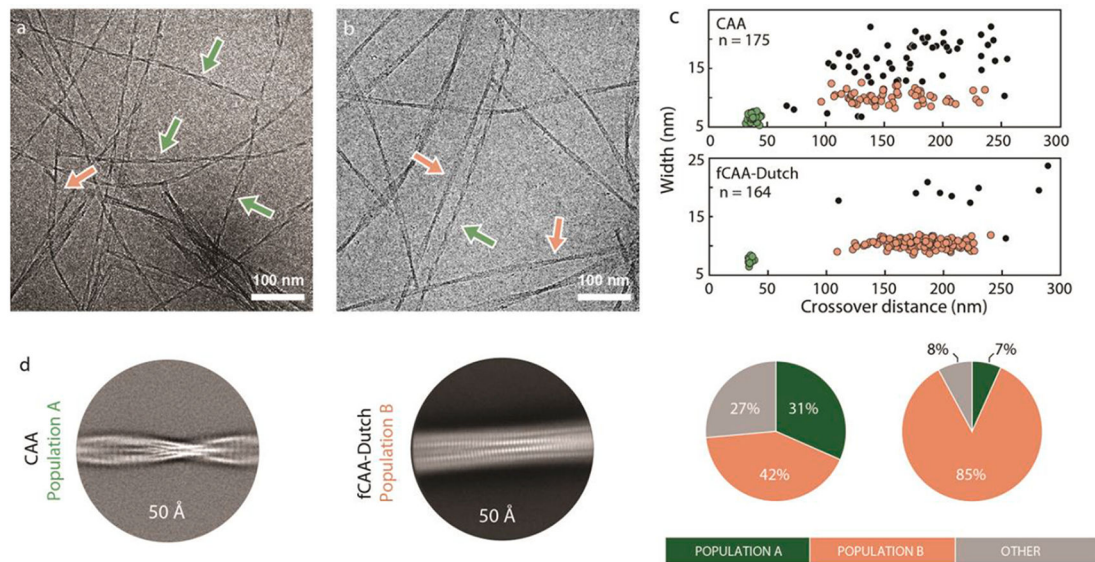 a
100 nm
b
100 nm
c
CAA
n = 175
15
5
0
50
100
150
200
250
300
Width (nm)
fCAA-Dutch
n = 164
25
15
5
0
50
100
150
200
250
300
Crossover distance (nm)
d
CAA
Population A
50 Å
fCAA-Dutch
Population B
50 Å
27%
31%
42%
8%
7%
85%
POPULATION A
POPULATION B
OTHER